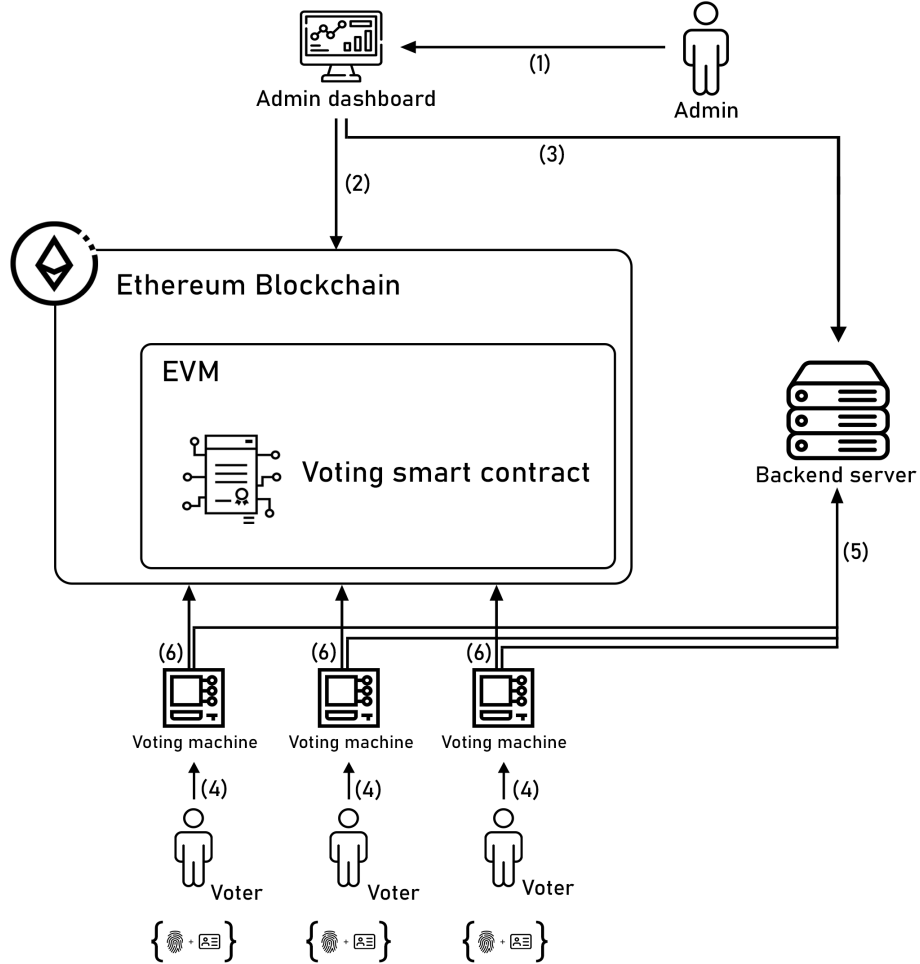 (1)
Admin dashboard
Admin
(3)
(2)
Ethereum Blockchain
EVM
Voting smart contract
Backend server
(5)
(6)
(6)
(6)
Voting machine
Voting machine
Voting machine
(4)
(4)
(4)
Voter
Voter
Voter
{ + }
{ + }
{ + }